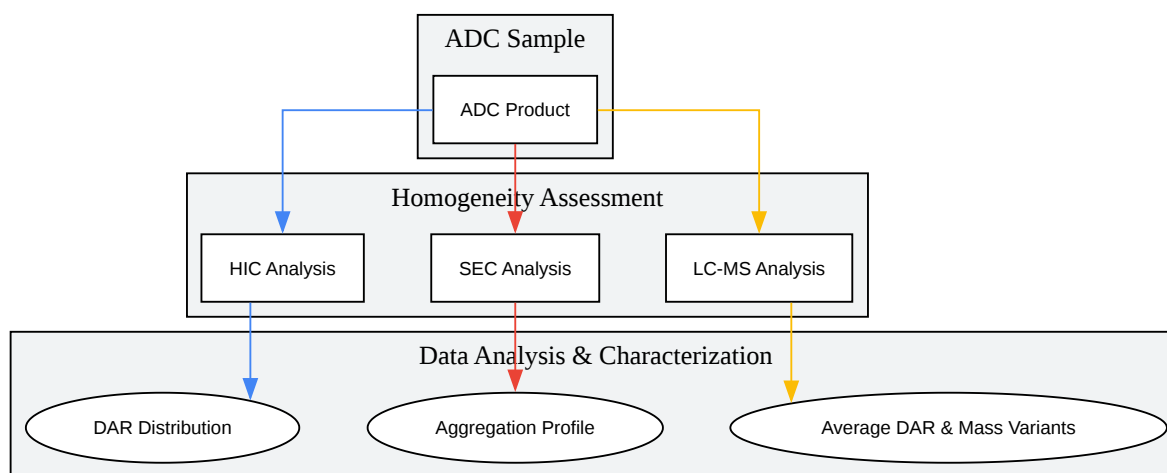 ADC Sample
ADC Product
Homogeneity Assessment
HIC Analysis
SEC Analysis
LC-MS Analysis
Data Analysis & Characterization
DAR Distribution
Aggregation Profile
Average DAR & Mass Variants